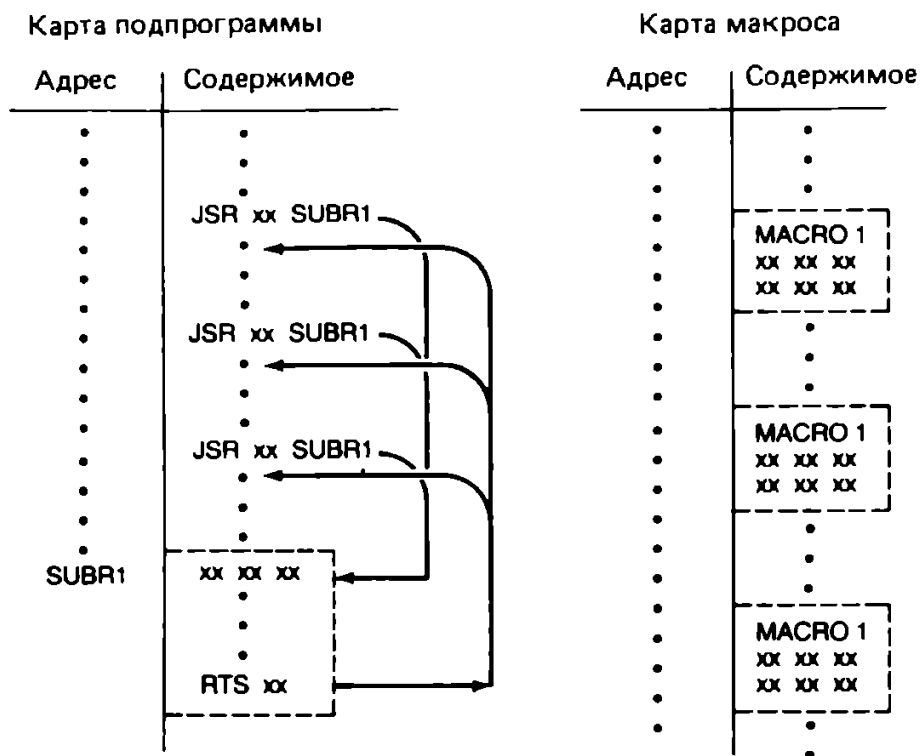 Карта подпрограммы
Адрес Содержимое
JSR xx SUBR1
JSR xx SUBR1
JSR xx SUBR1
SUBR1 xx xx xx
RTS xx
Карта макроса
Адрес Содержимое
MACRO 1
xx xx xx
xx xx xx
MACRO 1
xx xx xx
xx xx xx
MACRO 1
xx xx xx
xx xx xx